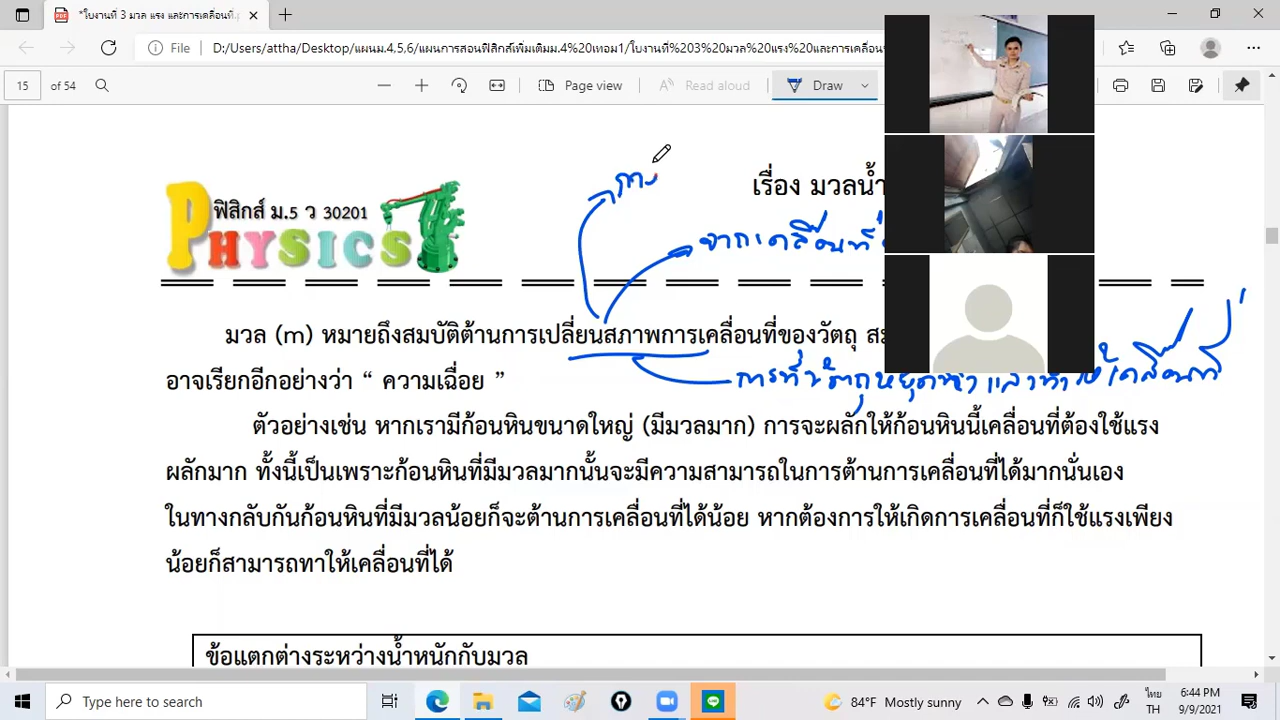 ใบงานที่ 3 มวล แรง
File
D:/Users/attha/Desktop/แผนม.4,5,6/แผนการสอนฟิสิกส์เพิ่มเติมม.4%20เทอม1/ใบงานที่%203%20มวล%20แรง%20และการเคลื่อน
15 of 54
Page view
Read aloud
Draw
เรื่อง มวลน้ำ
PHYSICS
ฟิสิกส์ ม.5 ว 30201
จากเคลื่อนที่
มวล (m) หมายถึงสมบัติต้านการเปลี่ยนสภาพการเคลื่อนที่ของวัตถุ
การที่วัตถุหยุดนิ่ง แล้วทำให้เคลื่อนที่
อาจเรียกอีกอย่างว่า “ ความเฉื่อย ”
ตัวอย่างเช่น หากเรามีก้อนหินขนาดใหญ่ (มีมวลมาก) การจะผลักให้ก้อนหินนี้เคลื่อนที่ต้องใช้แรง
ผลักมาก ทั้งนี้เป็นเพราะก้อนหินที่มีมวลมากนั้นจะมีความสามารถในการต้านการเคลื่อนที่ได้มากนั่นเอง
ในทางกลับกันก้อนหินที่มีมวลน้อยก็จะต้านการเคลื่อนที่ได้น้อย หากต้องการให้เกิดการเคลื่อนที่ก็ใช้แรงเพียง
น้อยก็สามารถทาให้เคลื่อนที่ได้
ข้อแตกต่างระหว่างน้ำหนักกับมวล
Type here to search
84°F Mostly sunny
ไทย
TH
6:44 PM
9/9/2021